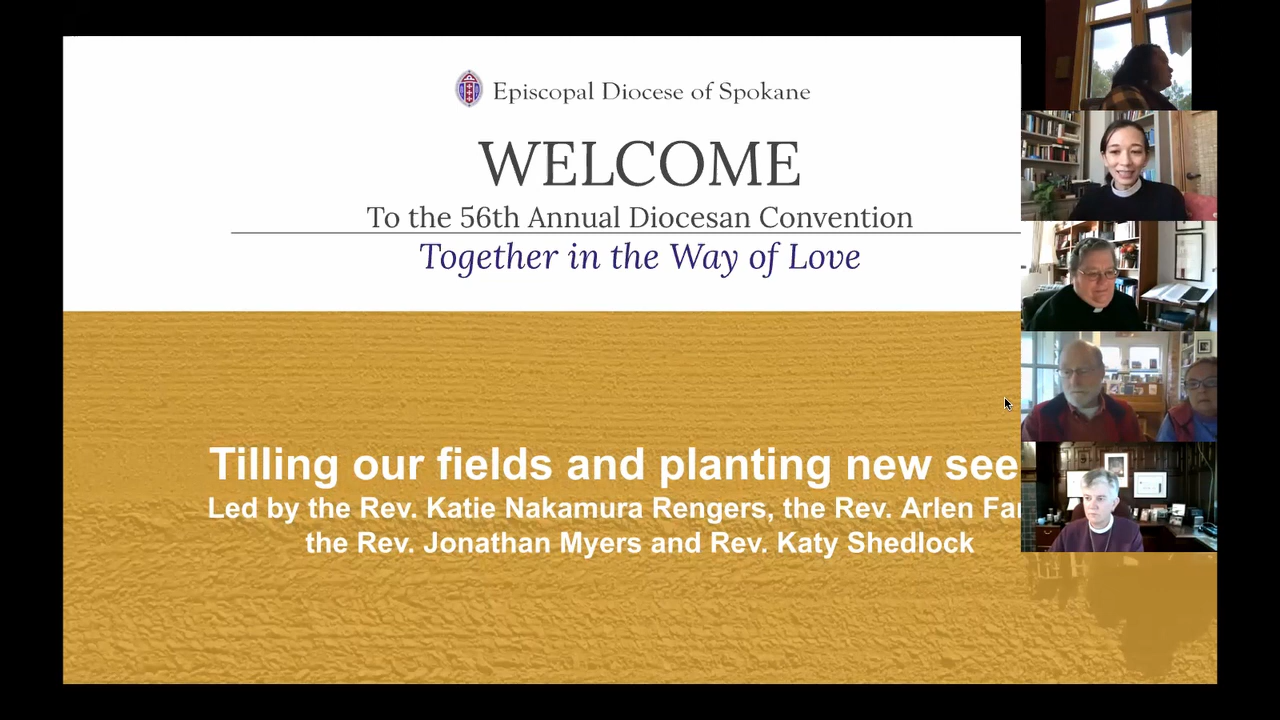 Episcopal Diocese of Spokane
WELCOME
To the 56th Annual Diocesan Convention
Together in the Way of Love
Tilling our fields and planting new see
Led by the Rev. Katie Nakamura Rengers, the Rev. Arlen Fa
the Rev. Jonathan Myers and Rev. Katy Shedlock